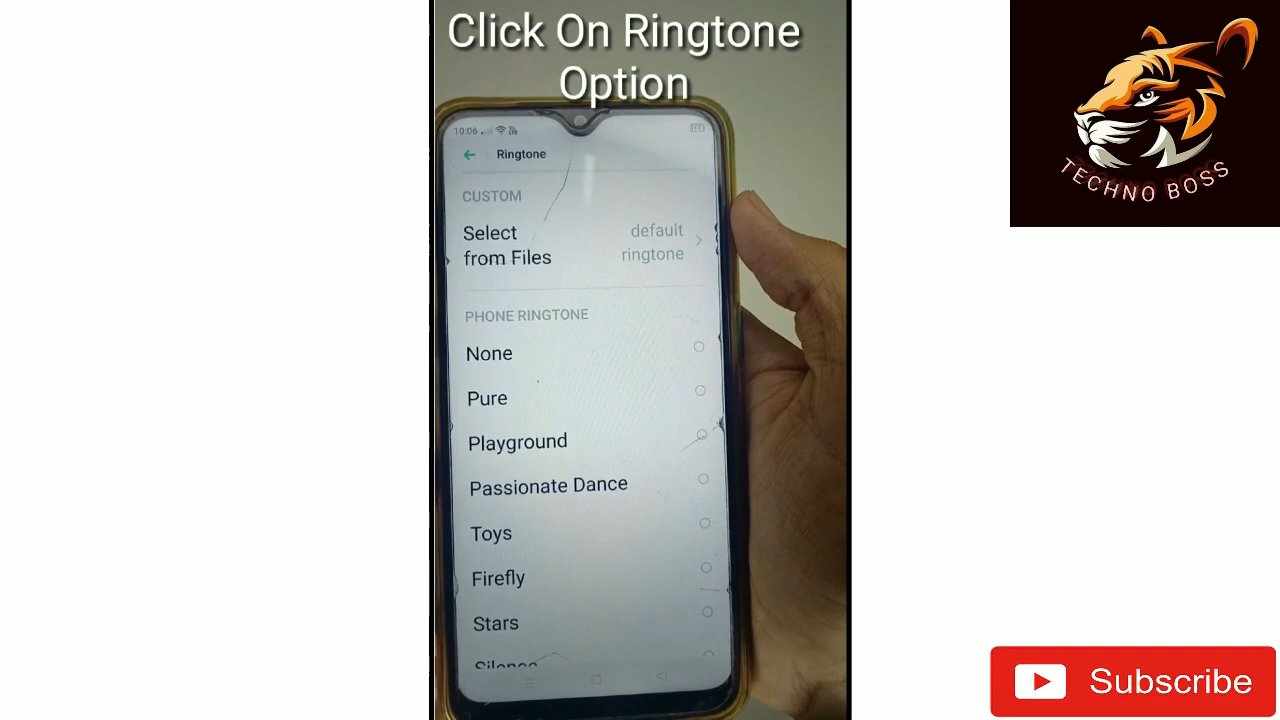 Click On Ringtone
Option
10:06
Ringtone
CUSTOM
Select
from Files
default
ringtone
PHONE RINGTONE
None
Pure
Playground
Passionate Dance
Toys
Firefly
Stars
Silence
TECHNO BOSS
Subscribe